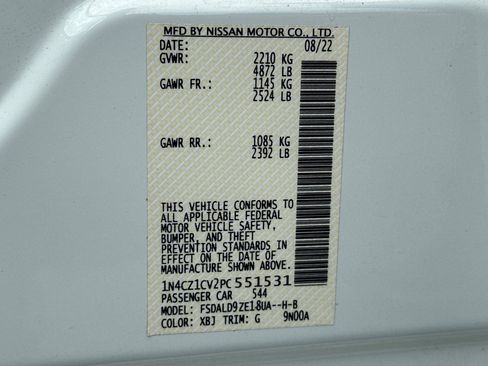 MFD BY NISSAN MOTOR CO., LTD.
DATE: 08/22
GVWR: 2210 KG
4872 LB
GAWR FR.: 1145 KG
2524 LB
GAWR RR.: 1085 KG
2392 LB
THIS VEHICLE CONFORMS TO
ALL APPLICABLE FEDERAL
MOTOR VEHICLE SAFETY,
BUMPER, AND THEFT
PREVENTION STANDARDS IN
EFFECT ON THE DATE OF
MANUFACTURE SHOWN ABOVE.
1N4CZ1CV2PC551531
PASSENGER CAR 544
MODEL: FSDALD9ZE18UA--H-B
COLOR: XBJ TRIM: G 9N00A